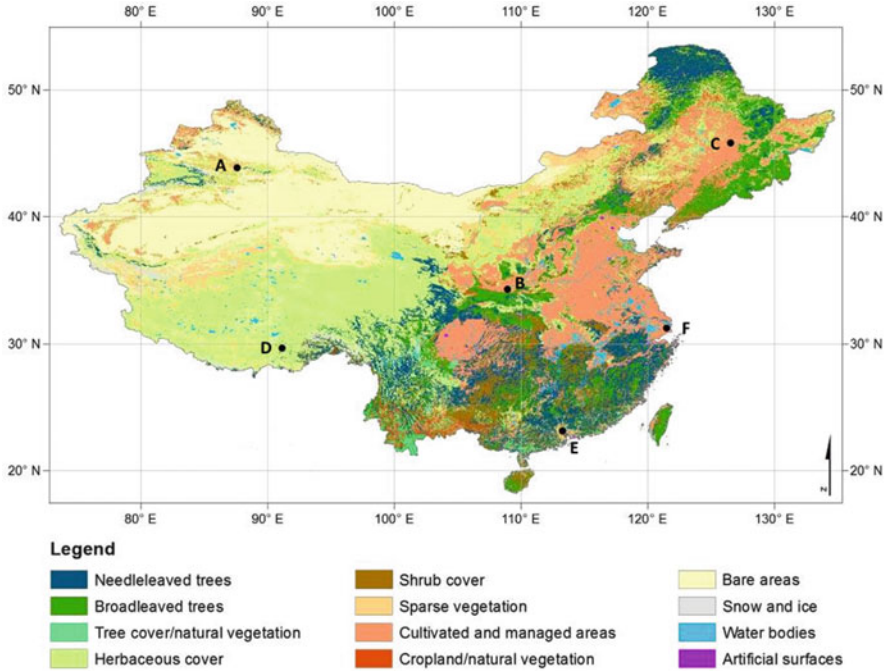 80° E 90° E 100° E 110° E 120° E 130° E
50° N 50° N
A C
40° N 40° N
B
F
30° N D 30° N
E
20° N 20° N
N
80° E 90° E 100° E 110° E 120° E 130° E
Legend
Needleleaved trees Shrub cover Bare areas
Broadleaved trees Sparse vegetation Snow and ice
Tree cover/natural vegetation Cultivated and managed areas Water bodies
Herbaceous cover Cropland/natural vegetation Artificial surfaces